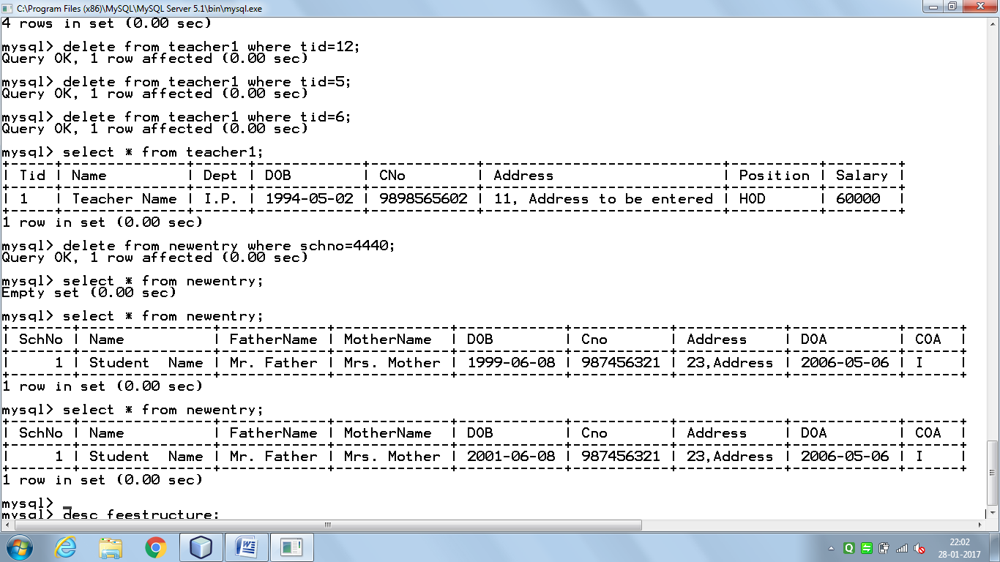 C:\Program Files (x86)\MySQL\MySQL Server 5.1\bin\mysql.exe
4 rows in set (0.00 sec)
mysql> delete from teacher1 where tid=12;
Query OK, 1 row affected (0.00 sec)
mysql> delete from teacher1 where tid=5;
Query OK, 1 row affected (0.00 sec)
mysql> delete from teacher1 where tid=6;
Query OK, 1 row affected (0.00 sec)
mysql> select * from teacher1;
+-----+--------------+------+------------+------------+---------------------------+----------+--------+
| Tid | Name         | Dept | DOB        | CNo        | Address                   | Position | Salary |
+-----+--------------+------+------------+------------+---------------------------+----------+--------+
| 1   | Teacher Name | I.P. | 1994-05-02 | 9898565602 | 11, Address to be entered | HOD      | 60000  |
+-----+--------------+------+------------+------------+---------------------------+----------+--------+
1 row in set (0.00 sec)
mysql> delete from newentry where schno=4440;
Query OK, 1 row affected (0.00 sec)
mysql> select * from newentry;
Empty set (0.00 sec)
mysql> select * from newentry;
+-------+---------------+------------+-------------+------------+-----------+------------+------------+------+
| SchNo | Name          | FatherName | MotherName  | DOB        | Cno       | Address    | DOA        | COA  |
+-------+---------------+------------+-------------+------------+-----------+------------+------------+------+
|     1 | Student  Name | Mr. Father | Mrs. Mother | 1999-06-08 | 987456321 | 23,Address | 2006-05-06 | I    |
+-------+---------------+------------+-------------+------------+-----------+------------+------------+------+
1 row in set (0.00 sec)
mysql> select * from newentry;
+-------+---------------+------------+-------------+------------+-----------+------------+------------+------+
| SchNo | Name          | FatherName | MotherName  | DOB        | Cno       | Address    | DOA        | COA  |
+-------+---------------+------------+-------------+------------+-----------+------------+------------+------+
|     1 | Student  Name | Mr. Father | Mrs. Mother | 2001-06-08 | 987456321 | 23,Address | 2006-05-06 | I    |
+-------+---------------+------------+-------------+------------+-----------+------------+------------+------+
1 row in set (0.00 sec)
mysql> _
mysql> desc feestructure;
22:02
28-01-2017